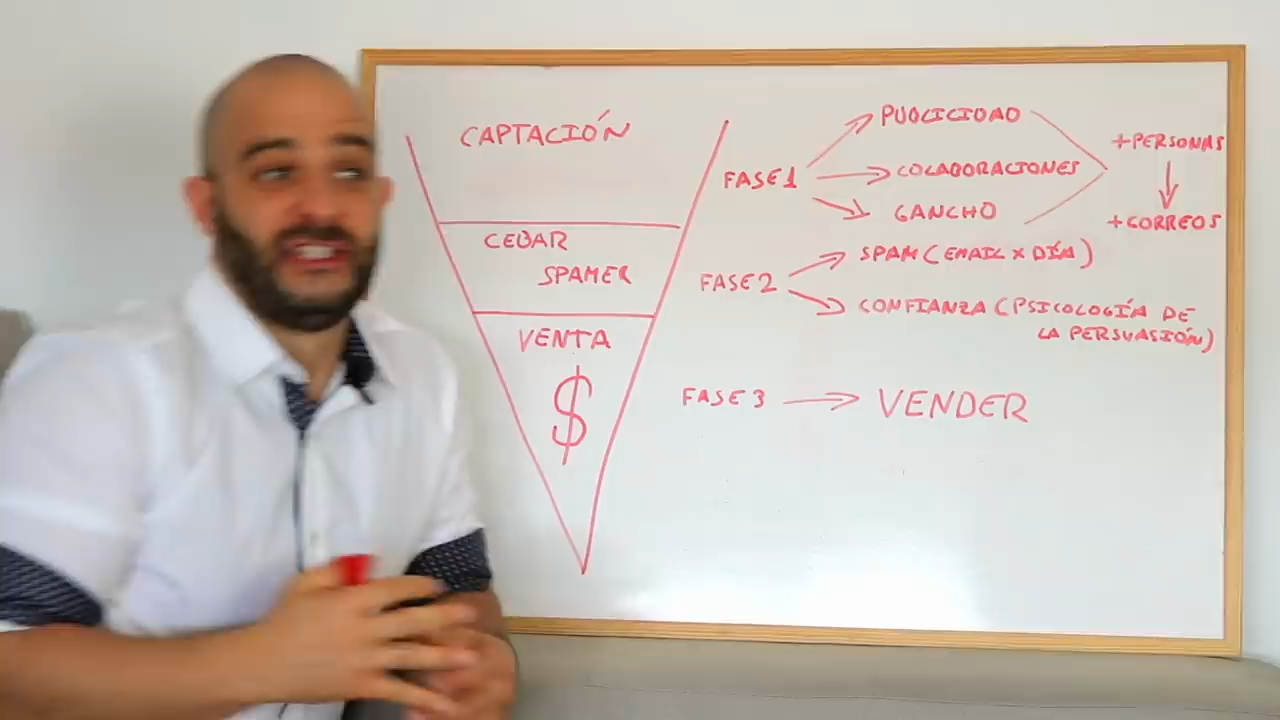 CAPTACIÓN
CEBAR
SPAMER
VENTA
$
FASE 1
PUBLICIDAD
COLABORACIONES
GANCHO
+PERSONAS
+CORREOS
FASE 2
SPAM (EMAIL X DÍA)
CONFIANZA (PSICOLOGÍA DE
LA PERSUASIÓN)
FASE 3
VENDER